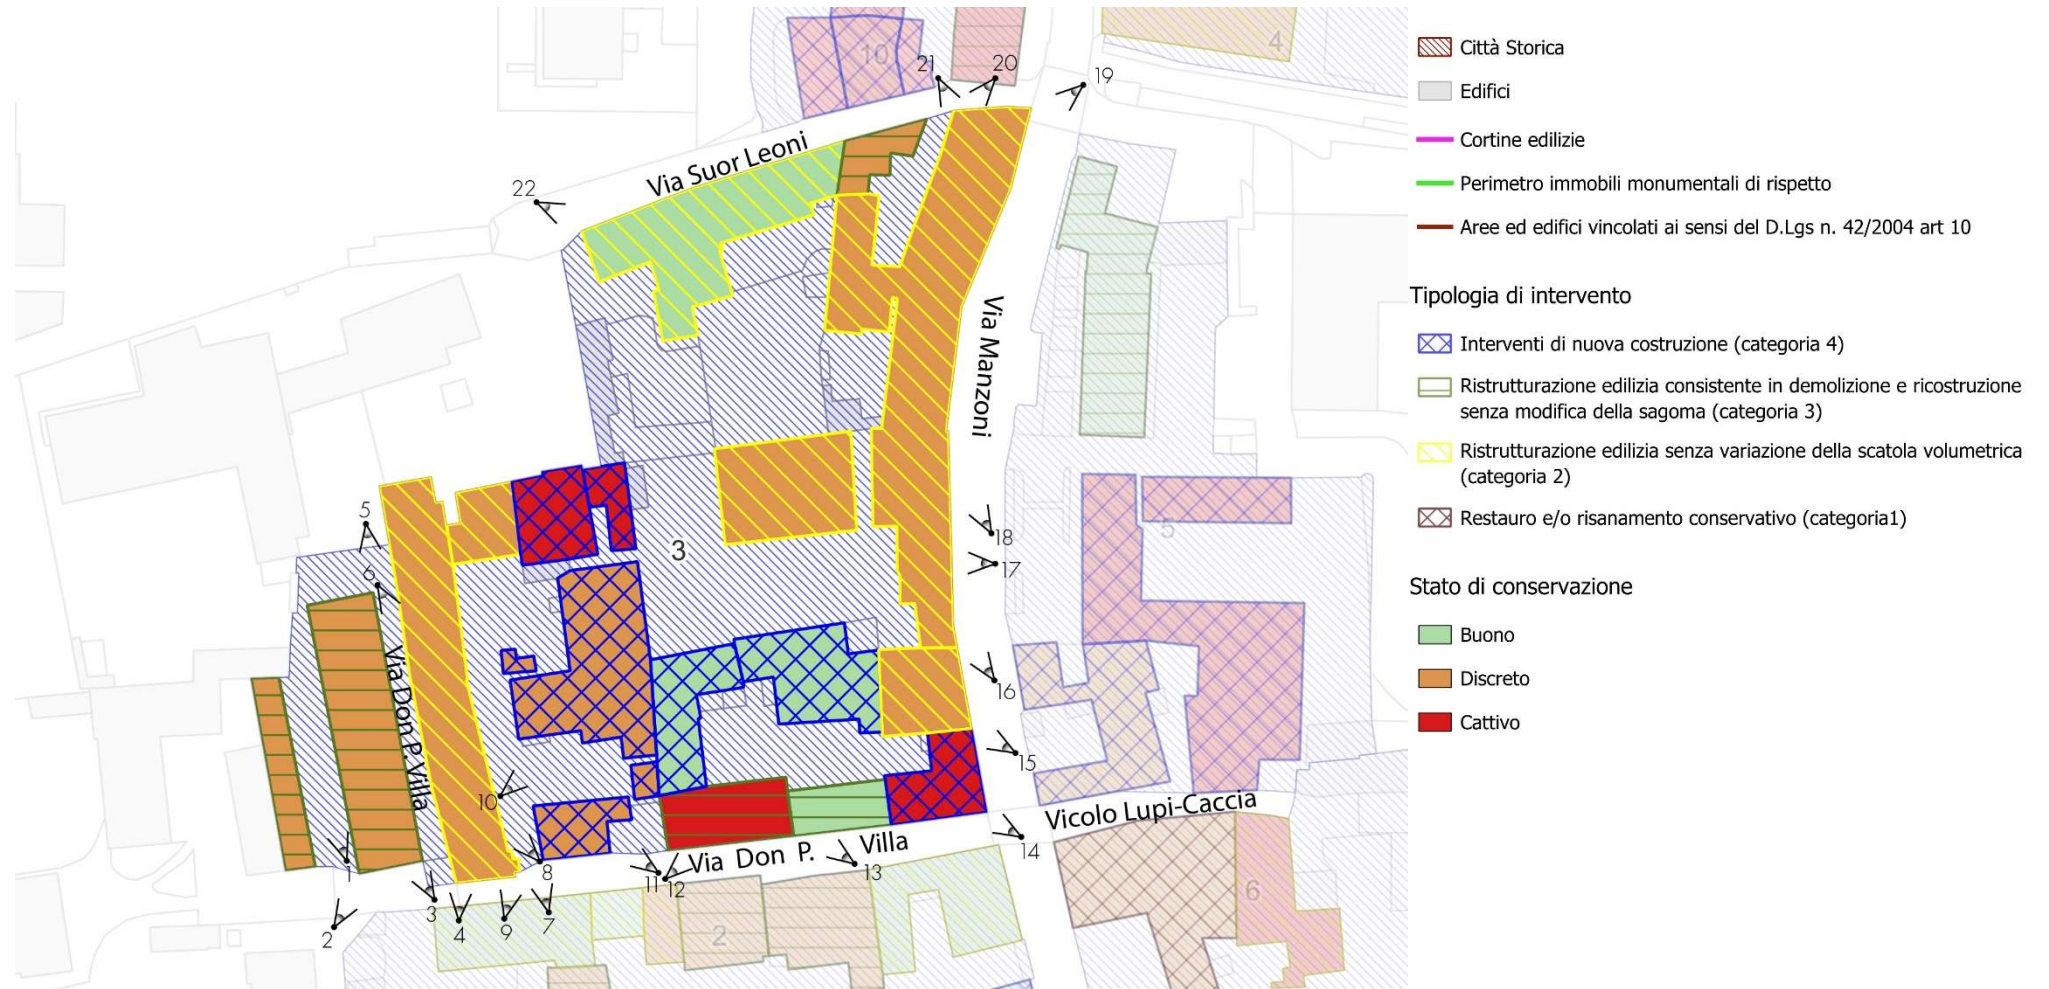 10
4
21
20
19
Via Suor Leoni
22
Via Manzoni
5
3
18
5
17
6
Via Don P. Villa
16
15
10
Vicolo Lupi-Caccia
Via Don P. Villa
14
1
8
11
12
13
3
2
4
9
7
2
6
Città Storica
Edifici
Cortine edilizie
Perimetro immobili monumentali di rispetto
Aree ed edifici vincolati ai sensi del D.Lgs n. 42/2004 art 10
Tipologia di intervento
Interventi di nuova costruzione (categoria 4)
Ristrutturazione edilizia consistente in demolizione e ricostruzione
senza modifica della sagoma (categoria 3)
Ristrutturazione edilizia senza variazione della scatola volumetrica
(categoria 2)
Restauro e/o risanamento conservativo (categoria1)
Stato di conservazione
Buono
Discreto
Cattivo